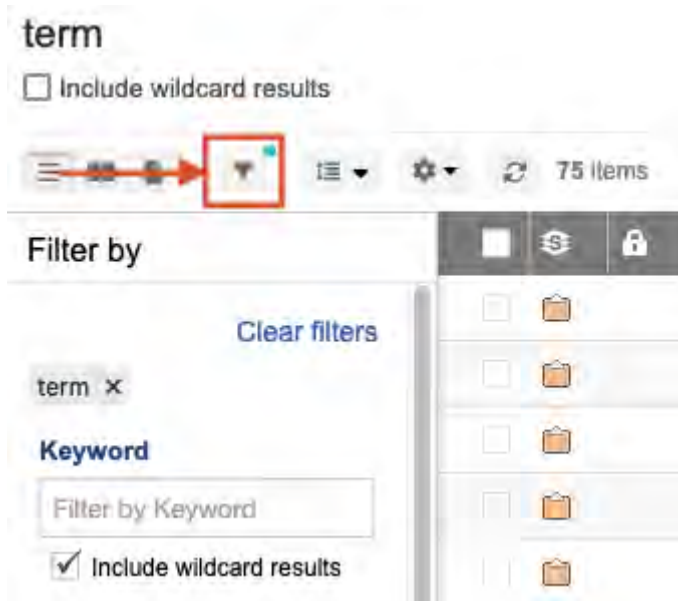 term
Include wildcard results
75 items
Filter by
Clear filters
term ×
Keyword
Filter by Keyword
Include wildcard results